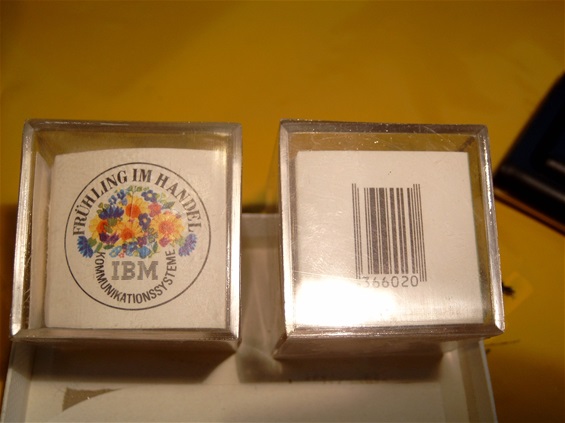 FRÜHLING IM HANDEL
IBM
KOMMUNIKATIONSSYSTEME
366020